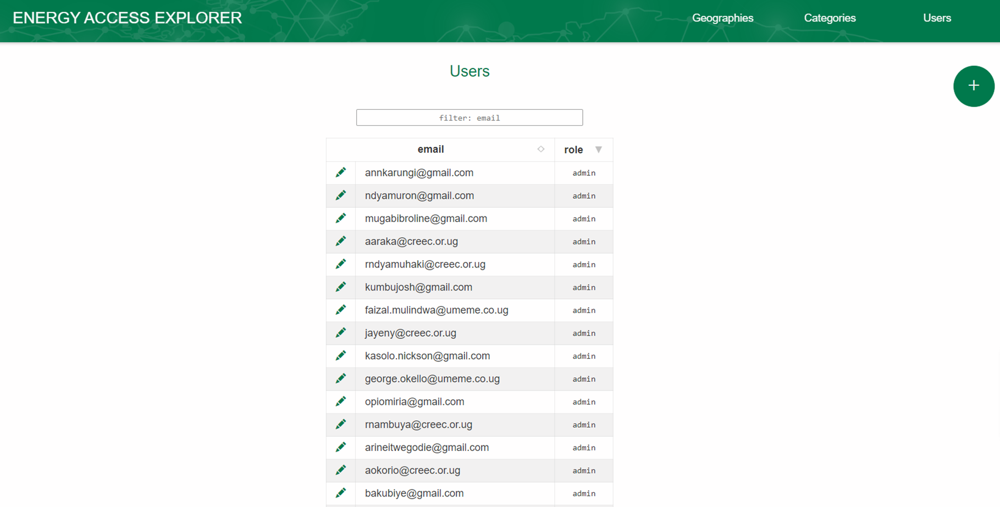 ENERGY ACCESS EXPLORER Geographies Categories Users
Users
+
filter: email
email role
annkarungi@gmail.com admin
ndyamuron@gmail.com admin
mugabibroline@gmail.com admin
aaraka@creec.or.ug admin
rndyamuhaki@creec.or.ug admin
kumbujosh@gmail.com admin
faizal.mulindwa@umeme.co.ug admin
jayeny@creec.or.ug admin
kasolo.nickson@gmail.com admin
george.okello@umeme.co.ug admin
opiomiria@gmail.com admin
rnambuya@creec.or.ug admin
arineitwegodie@gmail.com admin
aokorio@creec.or.ug admin
bakubiye@gmail.com admin